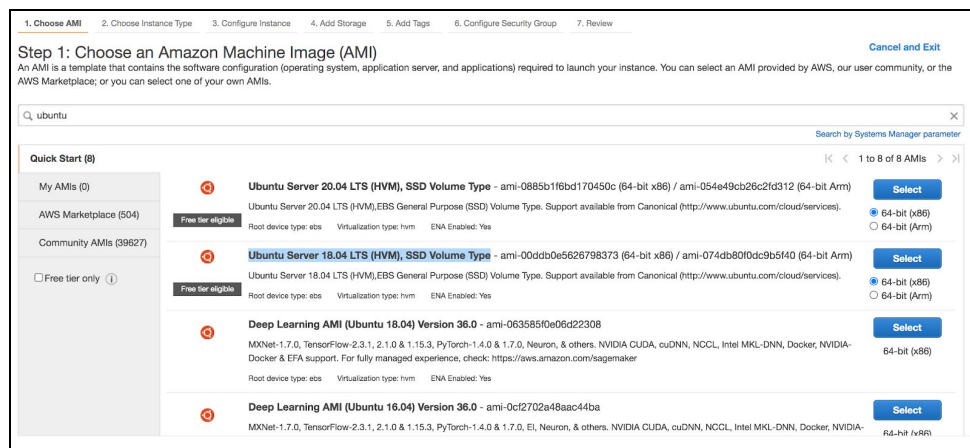 1. Choose AMI 2. Choose Instance Type 3. Configure Instance 4. Add Storage 5. Add Tags 6. Configure Security Group 7. Review
Step 1: Choose an Amazon Machine Image (AMI)
Cancel and Exit
An AMI is a template that contains the software configuration (operating system, application server, and applications) required to launch your instance. You can select an AMI provided by AWS, our user community, or the
AWS Marketplace; or you can select one of your own AMIs.
ubuntu
Search by Systems Manager parameter
Quick Start (8)
1 to 8 of 8 AMIs
My AMIs (0)
AWS Marketplace (504)
Community AMIs (39627)
Free tier only
Ubuntu Server 20.04 LTS (HVM), SSD Volume Type - ami-0885b1f6bd170450c (64-bit x86) / ami-054e49cb26c2fd312 (64-bit Arm)
Select
Ubuntu Server 20.04 LTS (HVM),EBS General Purpose (SSD) Volume Type. Support available from Canonical (http://www.ubuntu.com/cloud/services).
Free tier eligible
Root device type: ebs Virtualization type: hvm ENA Enabled: Yes
64-bit (x86)
64-bit (Arm)
Ubuntu Server 18.04 LTS (HVM), SSD Volume Type - ami-00ddb0e5626798373 (64-bit x86) / ami-074db80f0dc9b5f40 (64-bit Arm)
Select
Ubuntu Server 18.04 LTS (HVM),EBS General Purpose (SSD) Volume Type. Support available from Canonical (http://www.ubuntu.com/cloud/services).
Free tier eligible
Root device type: ebs Virtualization type: hvm ENA Enabled: Yes
64-bit (x86)
64-bit (Arm)
Deep Learning AMI (Ubuntu 18.04) Version 36.0 - ami-063585f0e06d22308
Select
MXNet-1.7.0, TensorFlow-2.3.1, 2.1.0 & 1.15.3, PyTorch-1.4.0 & 1.7.0, Neuron, & others. NVIDIA CUDA, cuDNN, NCCL, Intel MKL-DNN, Docker, NVIDIA-
Docker & EFA support. For fully managed experience, check: https://aws.amazon.com/sagemaker
64-bit (x86)
Root device type: ebs Virtualization type: hvm ENA Enabled: Yes
Deep Learning AMI (Ubuntu 16.04) Version 36.0 - ami-0cf2702a48aac44ba
Select
MXNet-1.7.0, TensorFlow-2.3.1, 2.1.0 & 1.15.3, PyTorch-1.4.0 & 1.7.0, EI, Neuron, & others. NVIDIA CUDA, cuDNN, NCCL, Intel MKL-DNN, Docker, NVIDIA-
64-bit (x86)